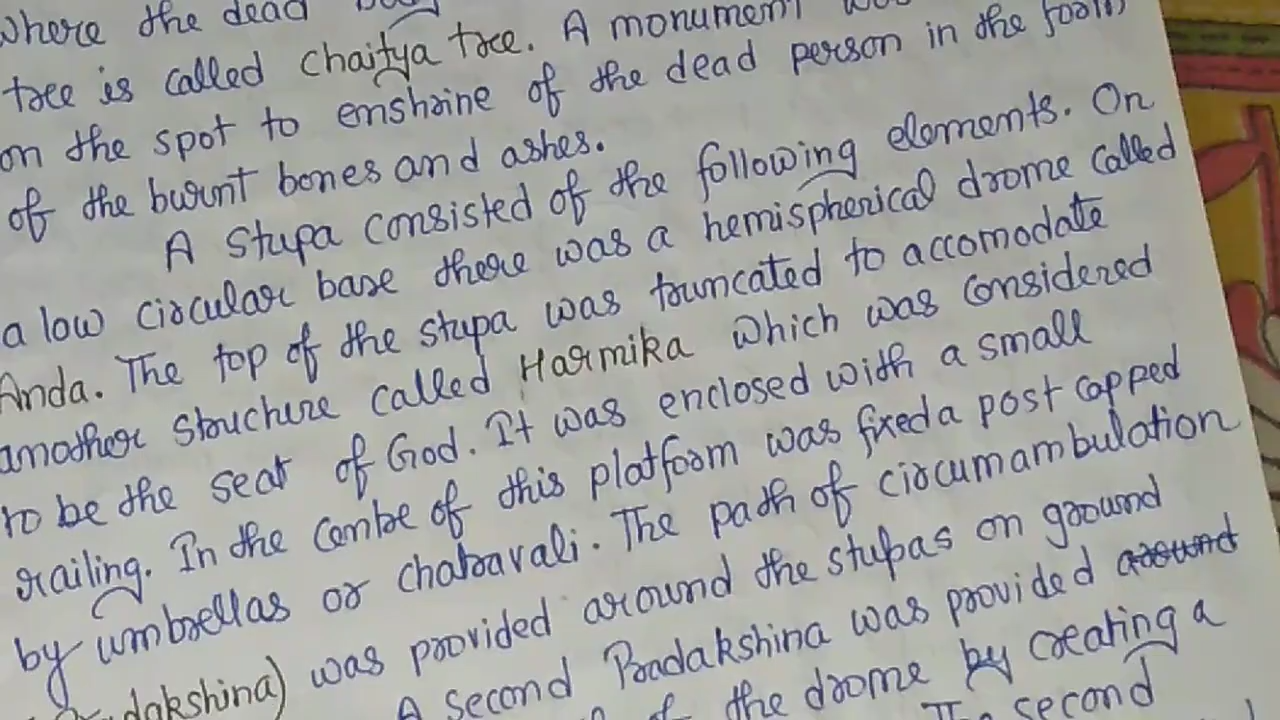 where the dead
tree is called chaitya tree. A monument
on the spot to enshrine of the dead person in the form
of the burnt bones and ashes.
A stupa consisted of the following elements. On
a low circular base there was a hemispherical drome called
Anda. The top of the stupa was truncated to accomodate
another structure called Harmika which was considered
to be the seat of God. It was enclosed with a small
railing. In the centre of this platform was fixed a post capped
by umbrellas or chatravali. The path of circumambulation
dakshina) was provided around the stupas on ground
A second Pradakshina was provided around
the drome by creating a
The second